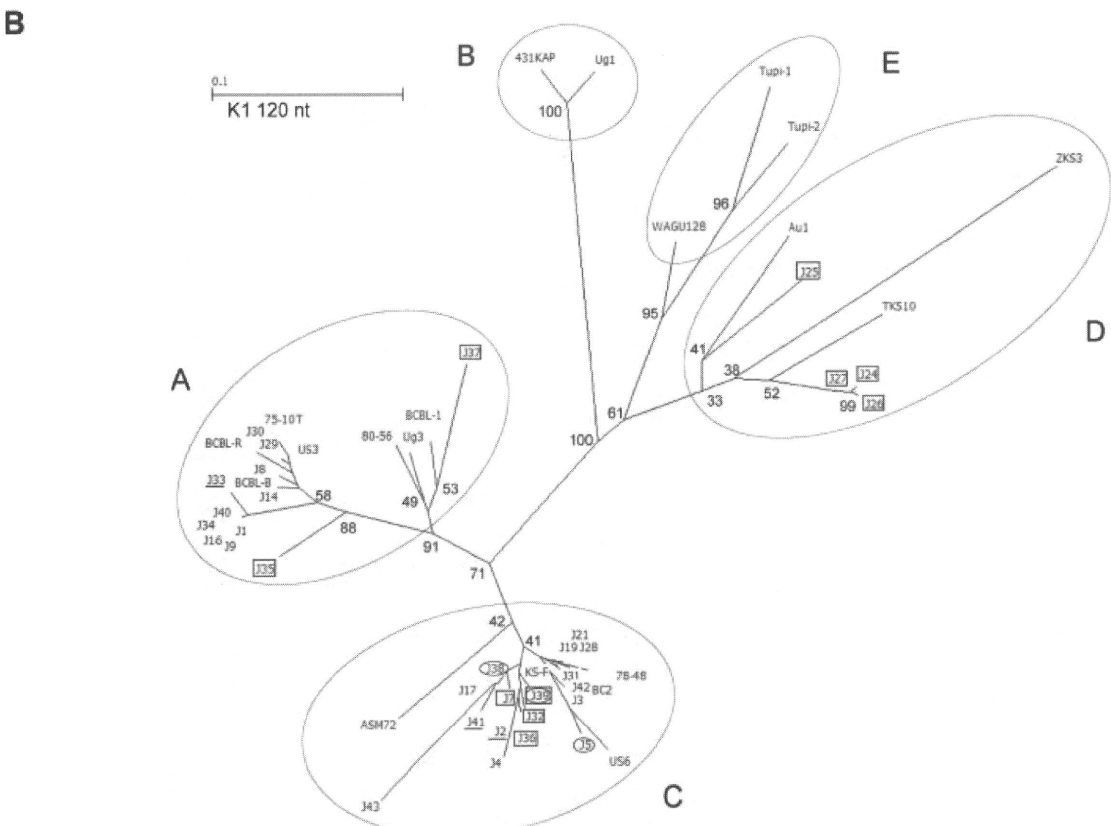 B
0.1
K1 120 nt
B
431KAP
Ug1
100
E
Tupi-1
Tupi-2
96
WAGU128
95
ZKS3
Au1
J25
TKS10
D
41
38
33
52
J27
J24
99
J26
61
100
A
J37
75-10T
J30
BCBL-R
J29
US3
J8
BCBL-B
J33
J14
58
J40
J34
J1
J16
J9
88
J35
BCBL-1
80-56
Ug3
49
53
91
71
42
41
J21
J19
J28
J38
KS-F
J31
78-48
J17
J7
J39
J42
BC2
J3
ASM72
J41
J32
J2
J36
J5
J4
US6
J43
C